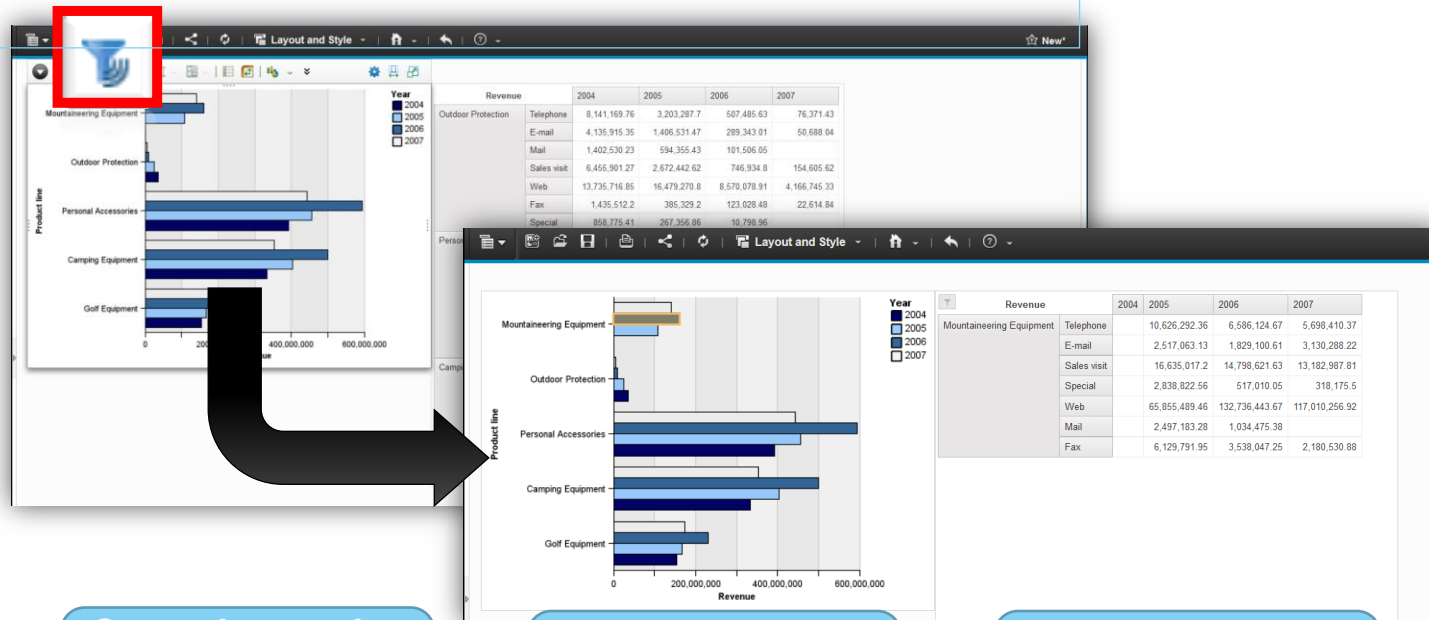 Layout and Style
New*
Year
2004
2005
2006
2007
Mountaineering Equipment
Outdoor Protection
Personal Accessories
Camping Equipment
Golf Equipment
Product line
0
400,000,000
600,000,000
Revenue 2004 2005 2006 2007
Outdoor Protection Telephone 8,141,169.76 3,203,287.7 507,485.63 76,371.43
E-mail 4,135,915.35 1,406,531.47 289,343.01 50,688.04
Mail 1,402,530.23 594,355.43 101,506.05
Sales visit 6,455,901.27 2,672,442.62 746,934.8 154,605.62
Web 13,735,716.85 16,479,270.8 8,570,078.91 4,166,745.33
Fax 1,435,512.2 385,329.2 123,028.48 22,614.84
Special 858,775.41 267,356.86 10,798.96
Layout and Style
Year
2004
2005
2006
2007
Mountaineering Equipment
Outdoor Protection
Personal Accessories
Camping Equipment
Golf Equipment
Product line
0 200,000,000 400,000,000 600,000,000
Revenue
Revenue 2004 2005 2006 2007
Mountaineering Equipment Telephone 10,626,292.36 6,586,124.67 5,698,410.37
E-mail 2,517,063.13 1,829,100.61 3,130,288.22
Sales visit 16,635,017.2 14,798,621.63 13,182,987.81
Special 2,838,822.56 517,010.05 318,175.5
Web 65,855,489.46 132,736,443.67 117,010,256.92
Mail 2,497,183.28 1,034,475.38
Fax 6,129,791.95 3,538,047.25 2,180,530.88